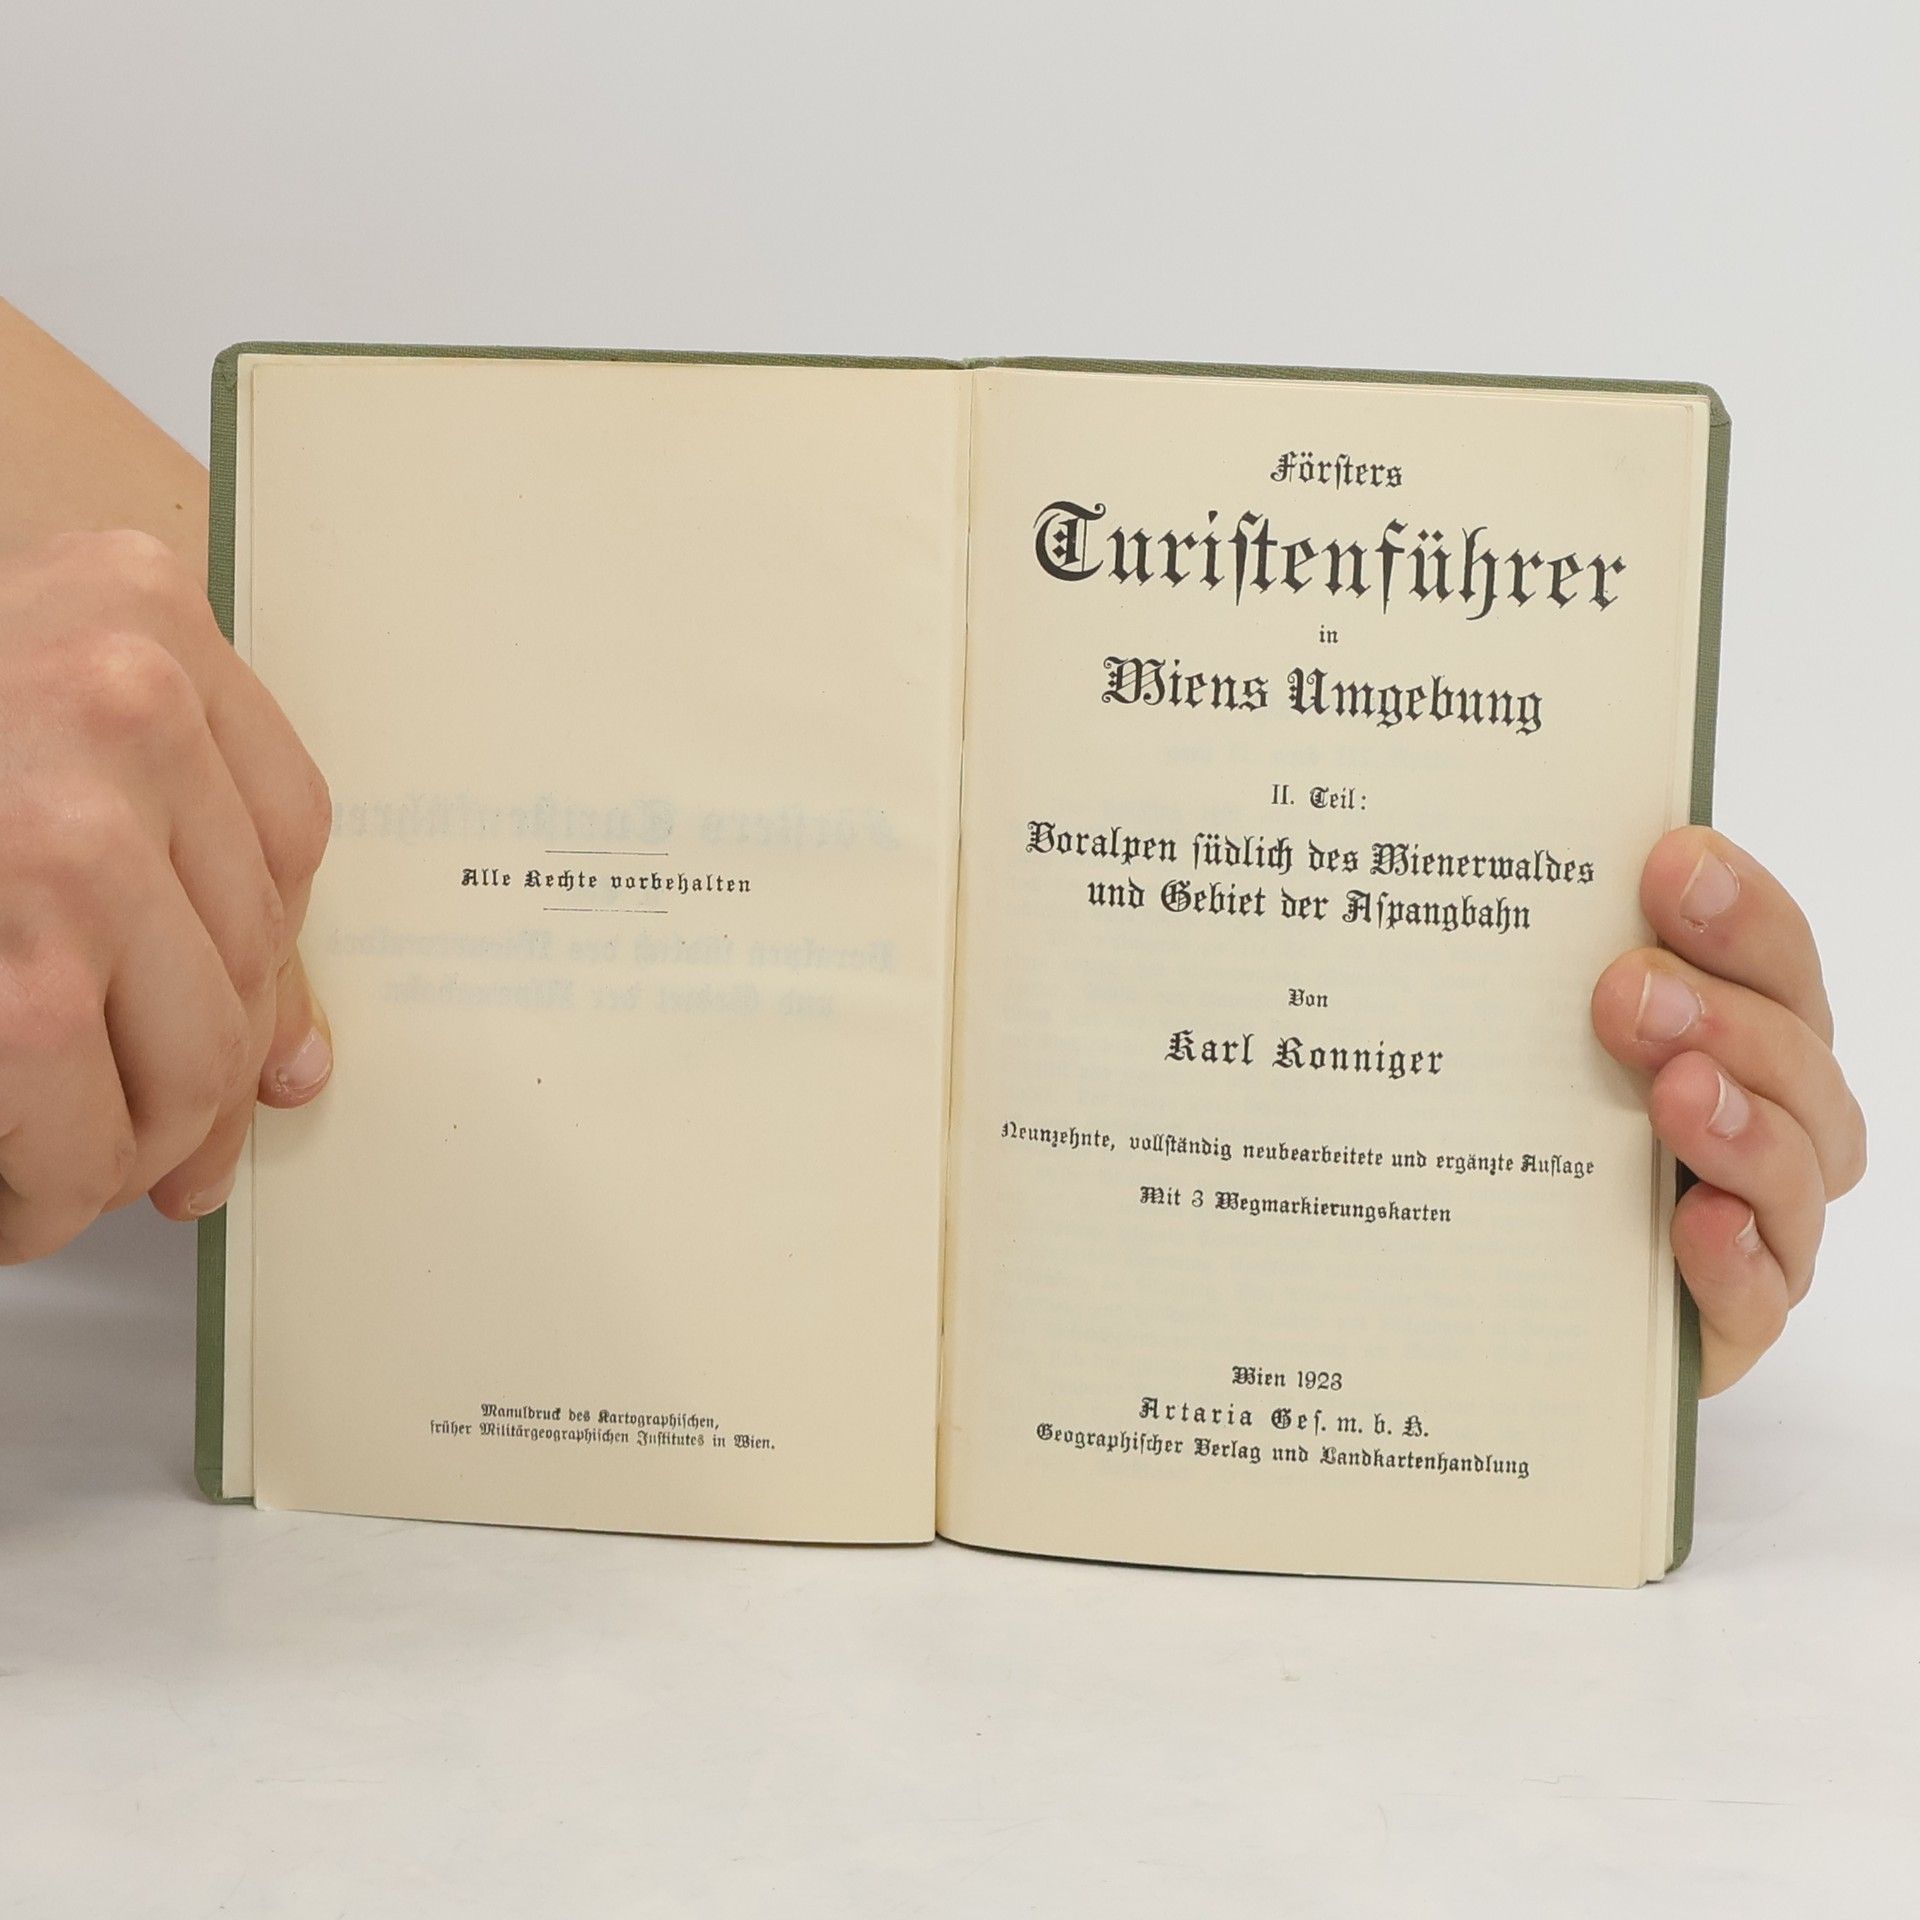 Alle Rechte vorbehalten
Manuldruck des Kartographischen,
früher Militärgeographischen Institutes in Wien.
Förſters
Turiſtenführer
in
Wiens Umgebung
II. Teil:
Voralpen ſüdlich des Wienerwaldes
und Gebiet der Aſpangbahn
Von
Karl Ronniger
Neunzehnte, vollſtändig neubearbeitete und ergänzte Auflage
Mit 3 Wegmarkierungskarten
Wien 1923
Artaria Geſ. m. b. H.
Geographiſcher Verlag und Landkartenhandlung